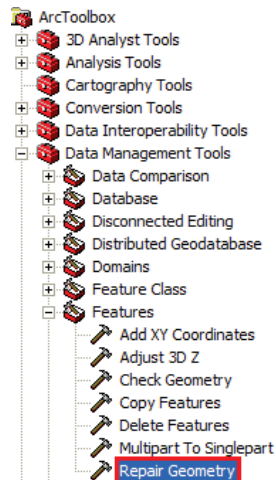 ArcToolbox
3D Analyst Tools
Analysis Tools
Cartography Tools
Conversion Tools
Data Interoperability Tools
Data Management Tools
Data Comparison
Database
Disconnected Editing
Distributed Geodatabase
Domains
Feature Class
Features
Add XY Coordinates
Adjust 3D Z
Check Geometry
Copy Features
Delete Features
Multipart To Singlepart
Repair Geometry